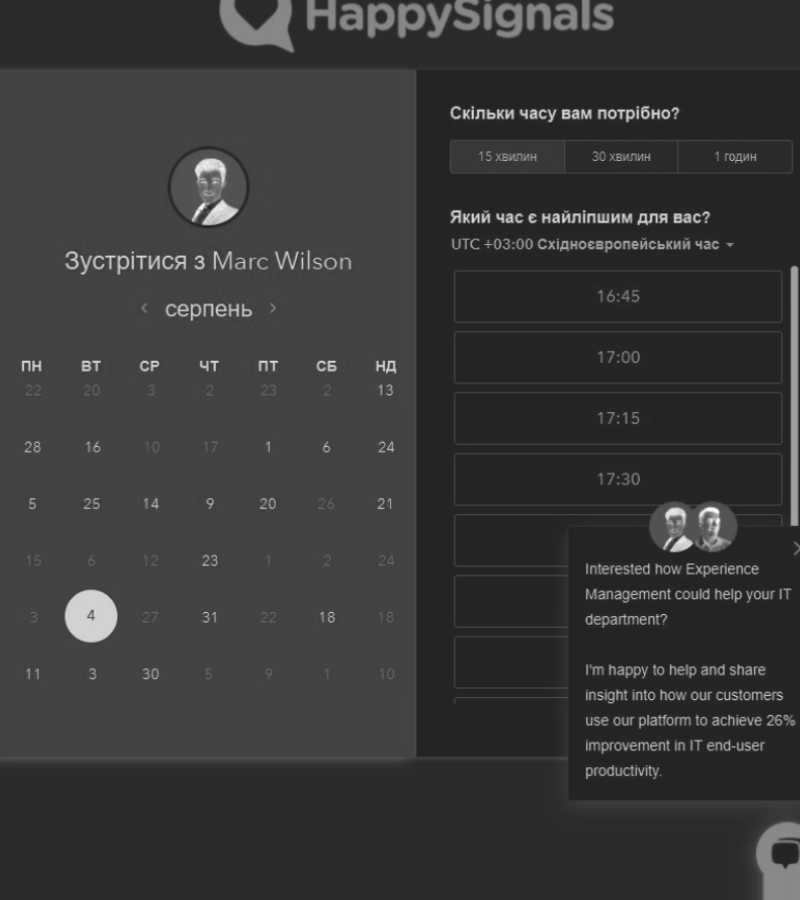 HappySignals
Зустрітися з Marc Wilson
< серпень >
ПН ВТ СР ЧТ ПТ СБ НД
22 20 3 2 23 2 13
28 16 10 17 1 6 24
5 25 14 9 20 26 21
15 6 12 23 1 2 24
3 4 27 31 22 18 18
11 3 30 5 9 1 10
Скільки часу вам потрібно?
15 хвилин 30 хвилин 1 годин
Який час є найліпшим для вас?
UTC +03:00 Східноєвропейський час
16:45
17:00
17:15
17:30
Interested how Experience
Management could help your IT
department?
I'm happy to help and share
insight into how our customers
use our platform to achieve 26%
improvement in IT end-user
productivity.